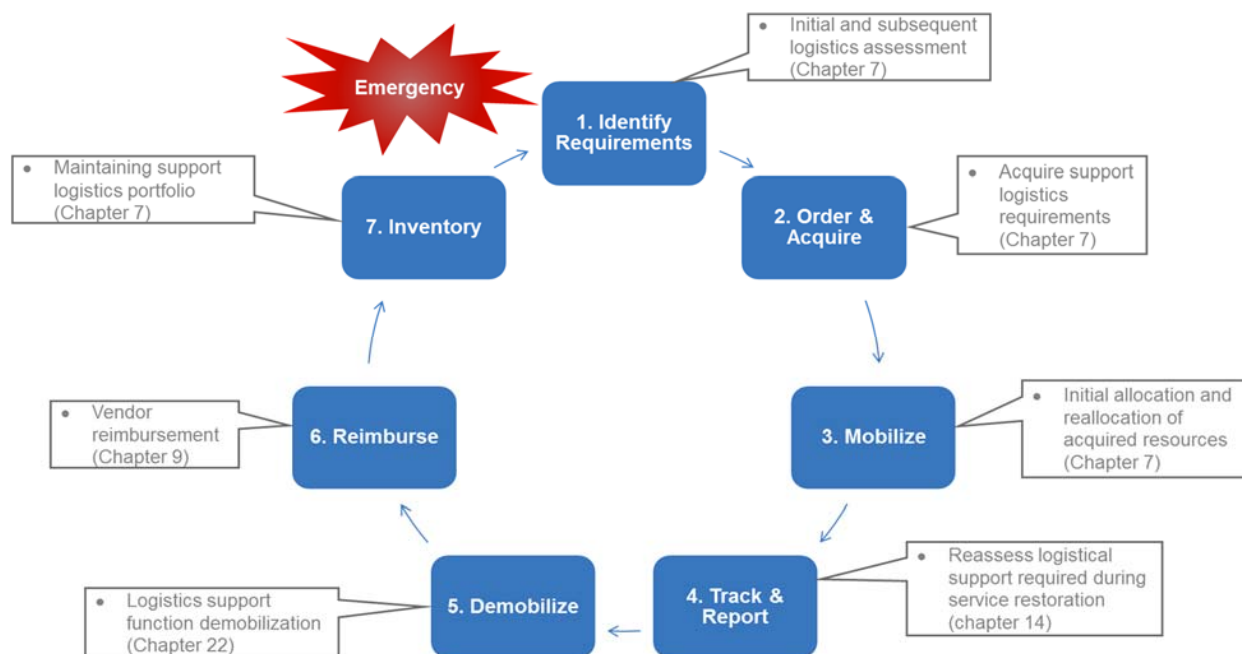 Emergency
1. Identify
Requirements
• Initial and subsequent
logistics assessment
(Chapter 7)
2. Order &
Acquire
• Acquire support
logistics
requirements
(Chapter 7)
3. Mobilize
• Initial allocation and
reallocation of
acquired resources
(Chapter 7)
4. Track &
Report
• Reassess logistical
support required during
service restoration
(chapter 14)
5. Demobilize
• Logistics support
function demobilization
(Chapter 22)
6. Reimburse
• Vendor
reimbursement
(Chapter 9)
7. Inventory
• Maintaining support
logistics portfolio
(Chapter 7)